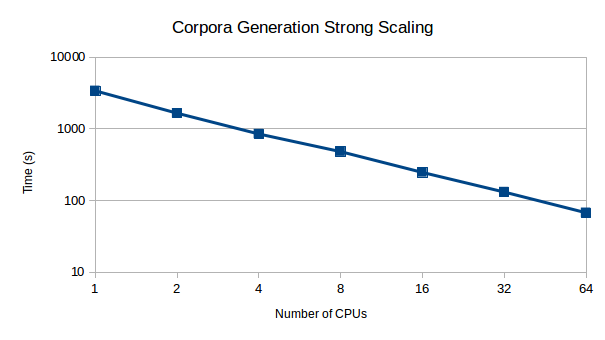 Corpora Generation Strong Scaling
10000
1000
100
10
Time (s)
1 2 4 8 16 32 64
Number of CPUs